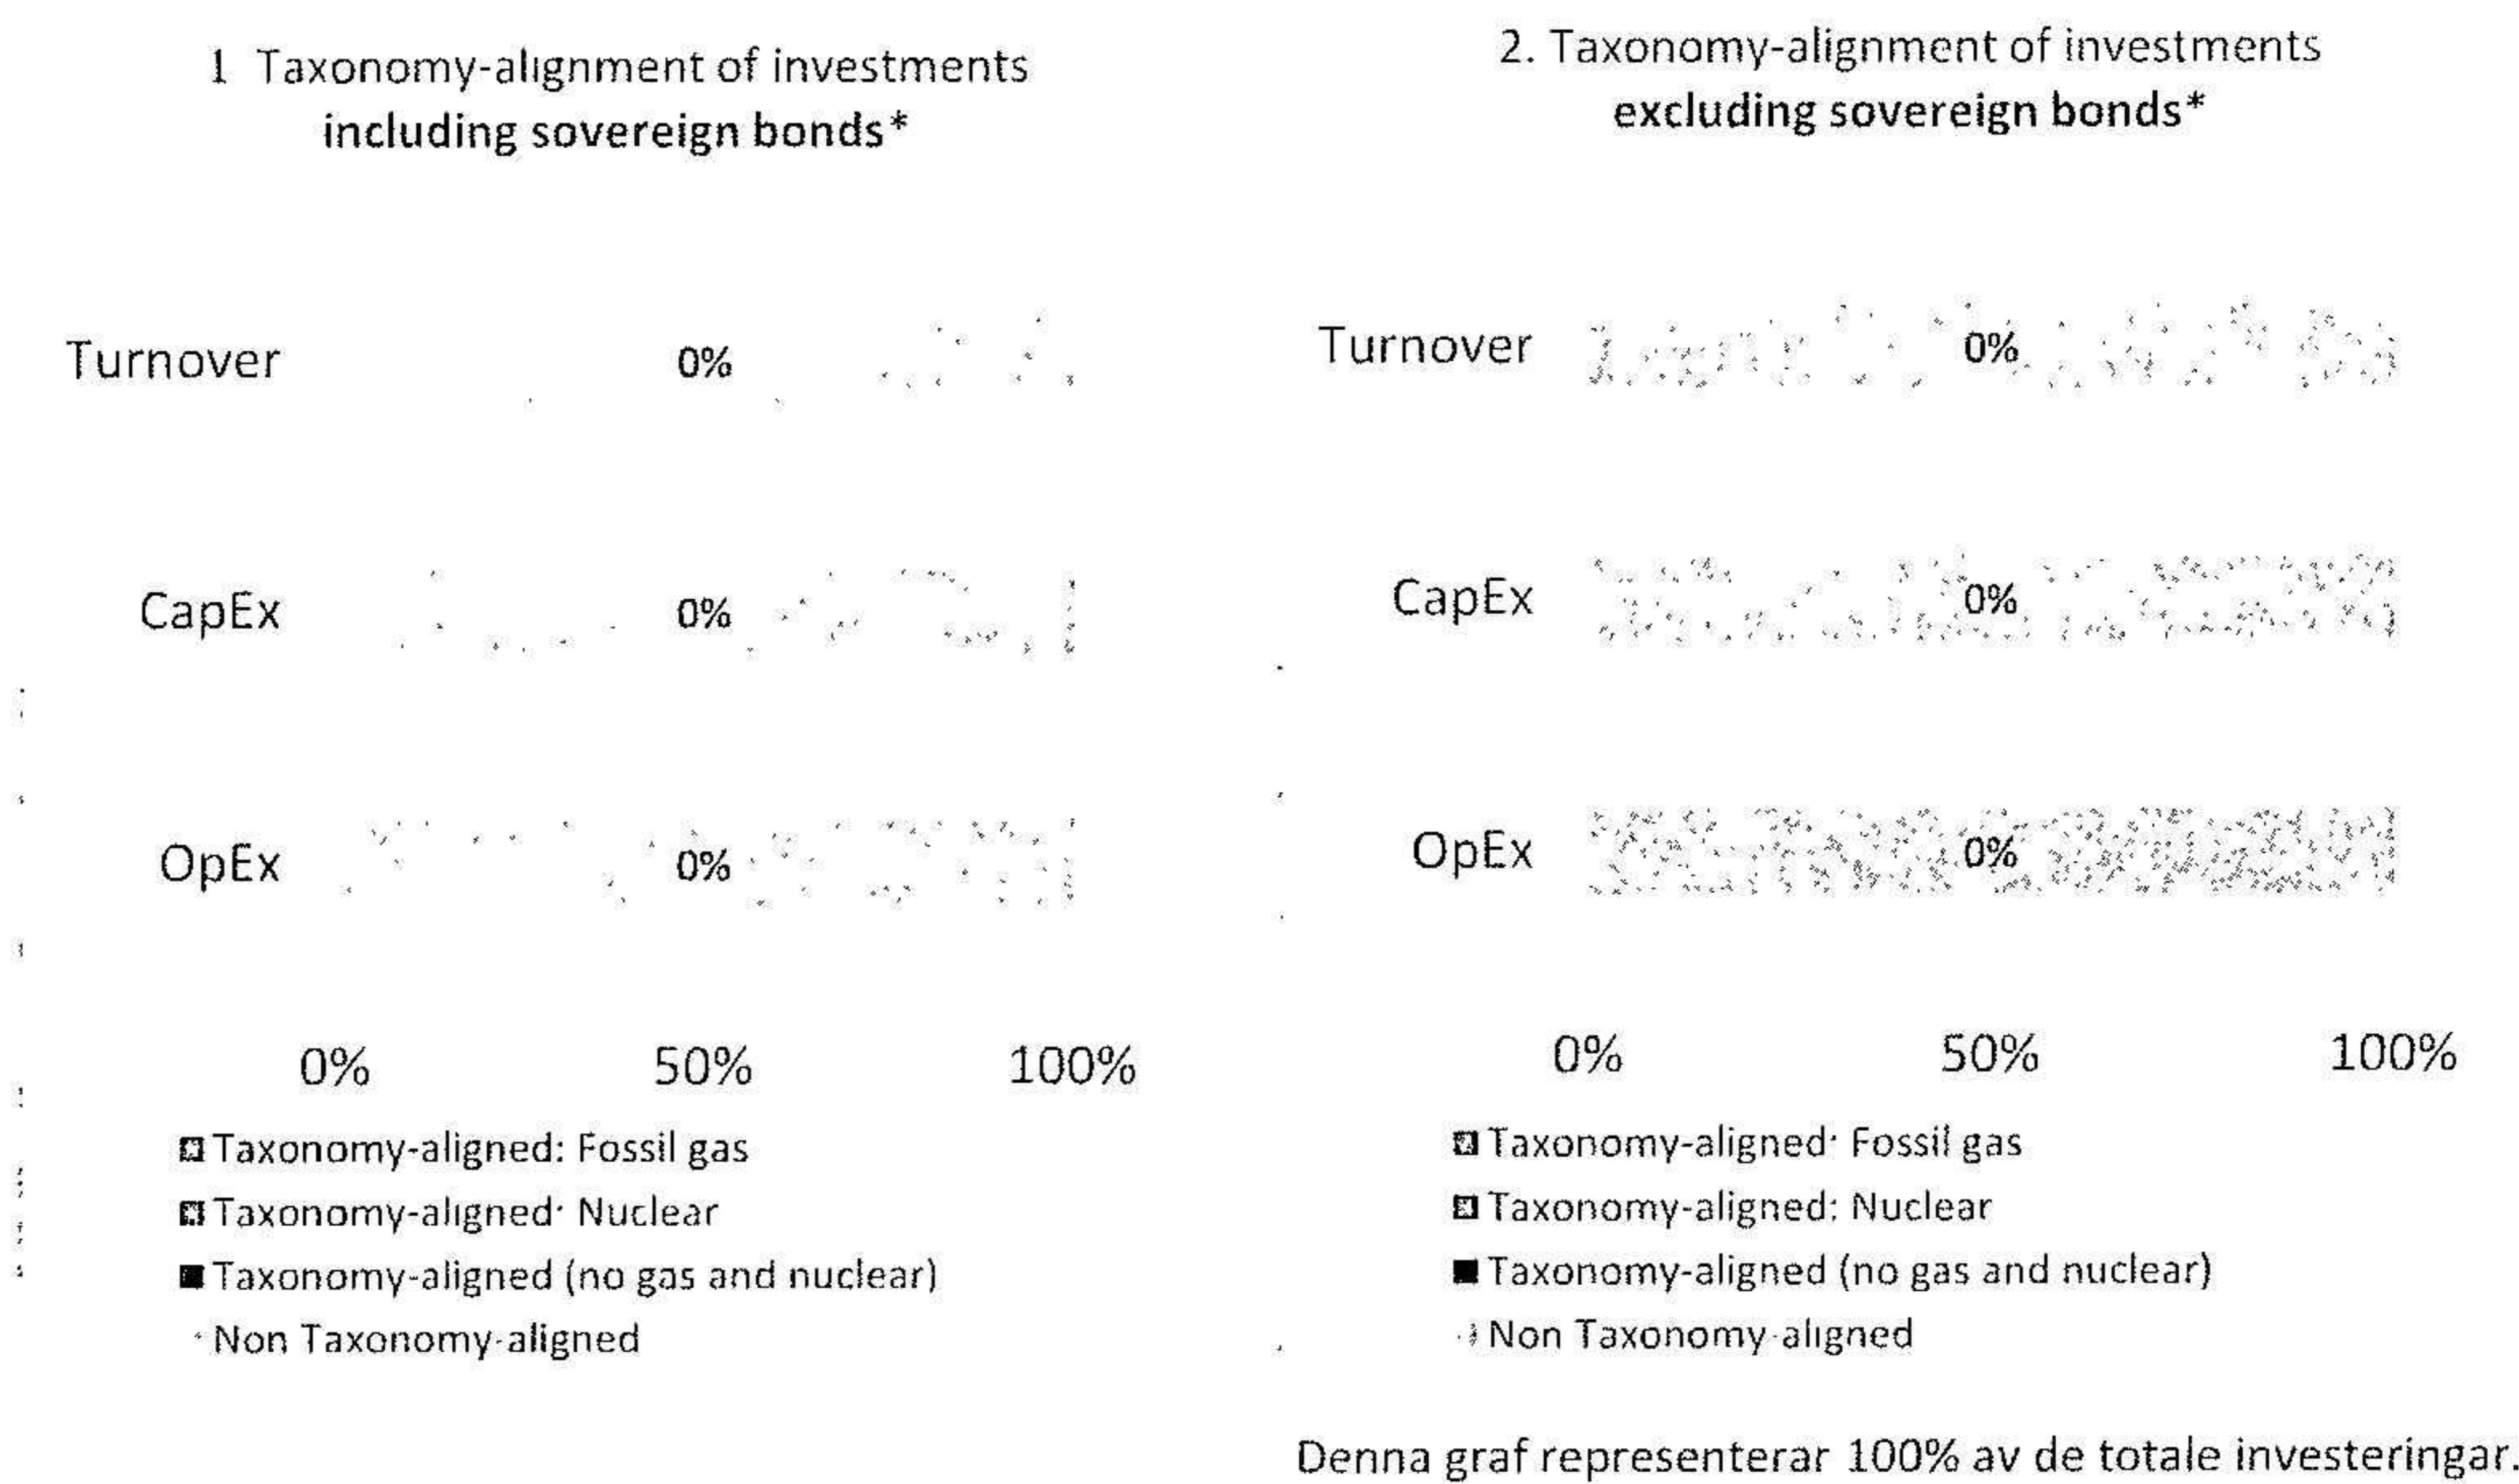 1 Taxonomy-alignment of investments
including sovereign bonds*
Turnover 0%
CapEx 0%
OpEx 0%
0% 50% 100%
Taxonomy-aligned: Fossil gas
Taxonomy-aligned: Nuclear
Taxonomy-aligned (no gas and nuclear)
Non Taxonomy-aligned
2. Taxonomy-alignment of investments
excluding sovereign bonds*
Turnover 0%
CapEx 0%
OpEx 0%
0% 50% 100%
Taxonomy-aligned: Fossil gas
Taxonomy-aligned: Nuclear
Taxonomy-aligned (no gas and nuclear)
Non Taxonomy-aligned
Denna graf representerar 100% av de totale investeringar.